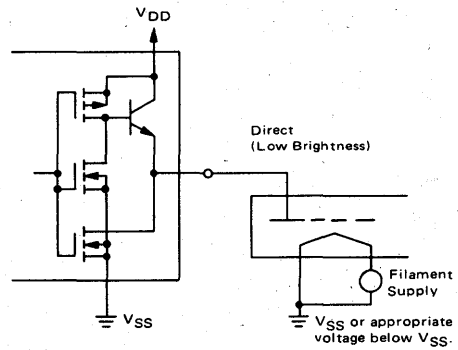 VDD
Direct
(Low Brightness)
Filament
Supply
VSS
VSS or appropriate
voltage below VSS.